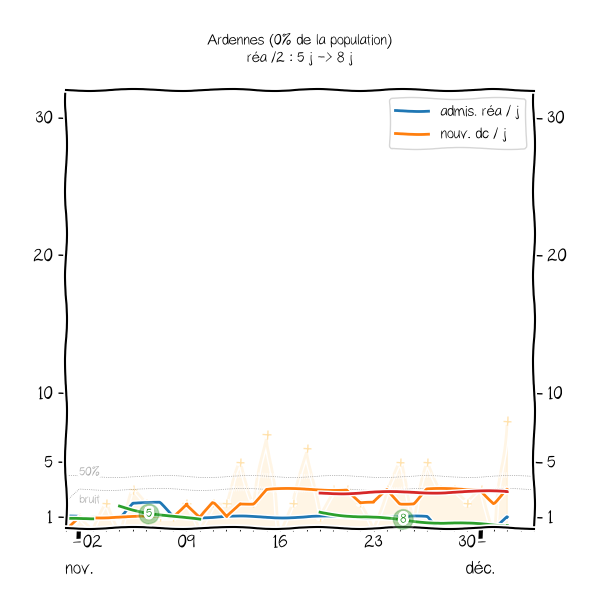 Ardennes (0% de la population)
réa /2 : 5 j -> 8 j
admis. réa / j
nouv. dc / j
30 30
20 20
10 10
5 5
1 1
50%
bruit
5
8
02 09 16 23 30
nov. déc.